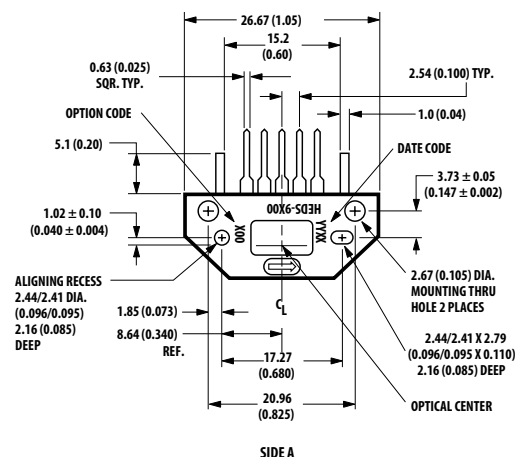 26.67 (1.05)
15.2
(0.60)
0.63 (0.025)
SQR. TYP.
2.54 (0.100) TYP.
OPTION CODE
1.0 (0.04)
5.1 (0.20)
DATE CODE
3.73 ± 0.05
(0.147 ± 0.002)
HEDS-9X00
X00
YYXX
1.02 ± 0.10
(0.040 ± 0.004)
ALIGNING RECESS
2.44/2.41 DIA.
(0.096/0.095)
2.16 (0.085)
DEEP
2.67 (0.105) DIA.
MOUNTING THRU
HOLE 2 PLACES
1.85 (0.073)
CL
8.64 (0.340)
REF.
17.27
(0.680)
2.44/2.41 X 2.79
(0.096/0.095 X 0.110)
2.16 (0.085) DEEP
20.96
(0.825)
OPTICAL CENTER
SIDE A